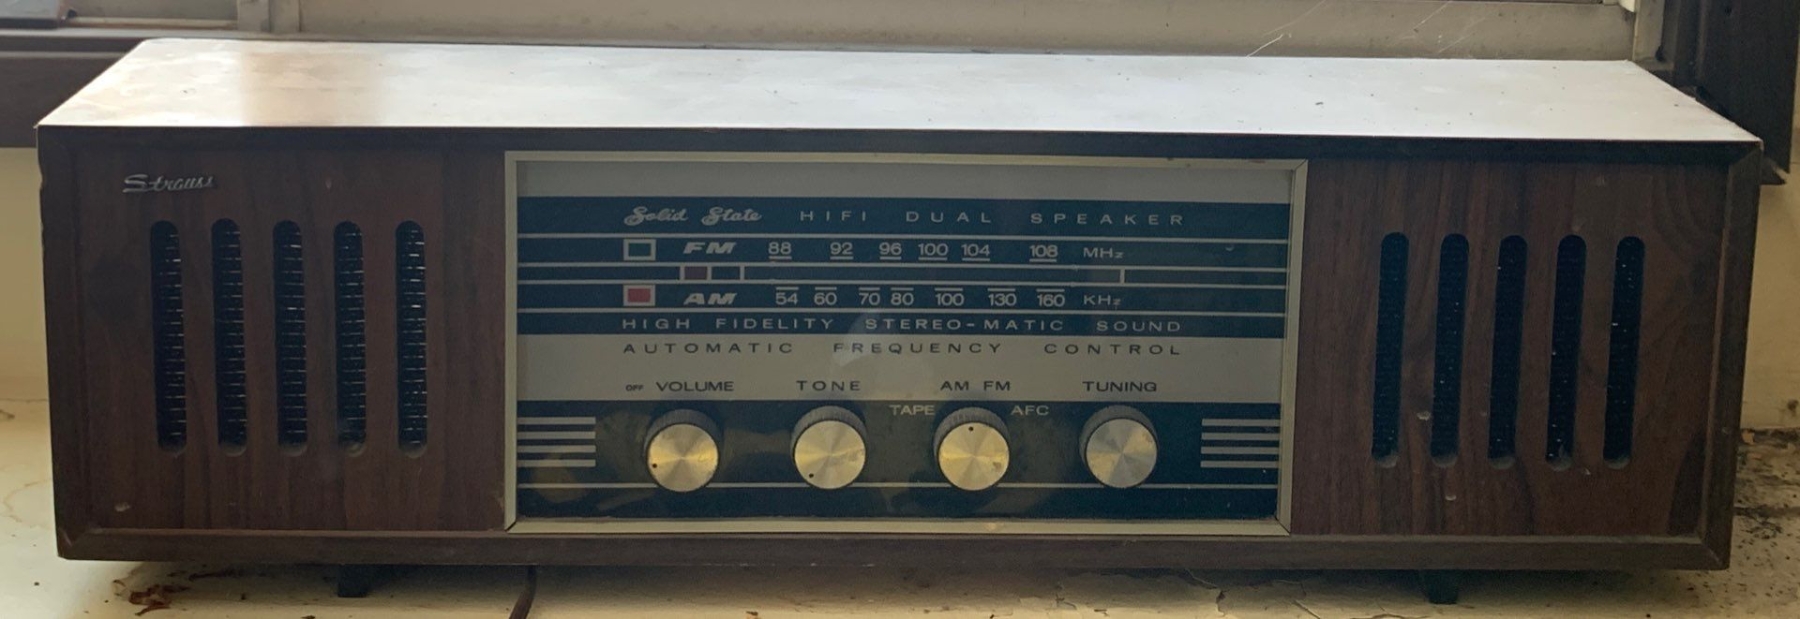 Strauss
Solid State HIFI DUAL SPEAKER
FM 88 92 96 100 104 108 MHz
AM 54 60 70 80 100 130 160 KHz
HIGH FIDELITY STEREO-MATIC SOUND
AUTOMATIC FREQUENCY CONTROL
OFF VOLUME TONE AM FM TUNING
TAPE AFC